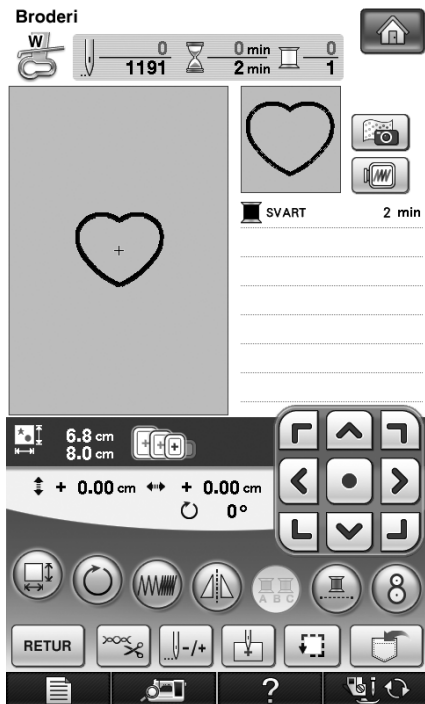 Broderi
W
0 0 min 0
1191 2 min 1
SVART 2 min
6.8 cm
8.0 cm
+ 0.00 cm + 0.00 cm
0°
A B C
8
RETUR -/+
? i